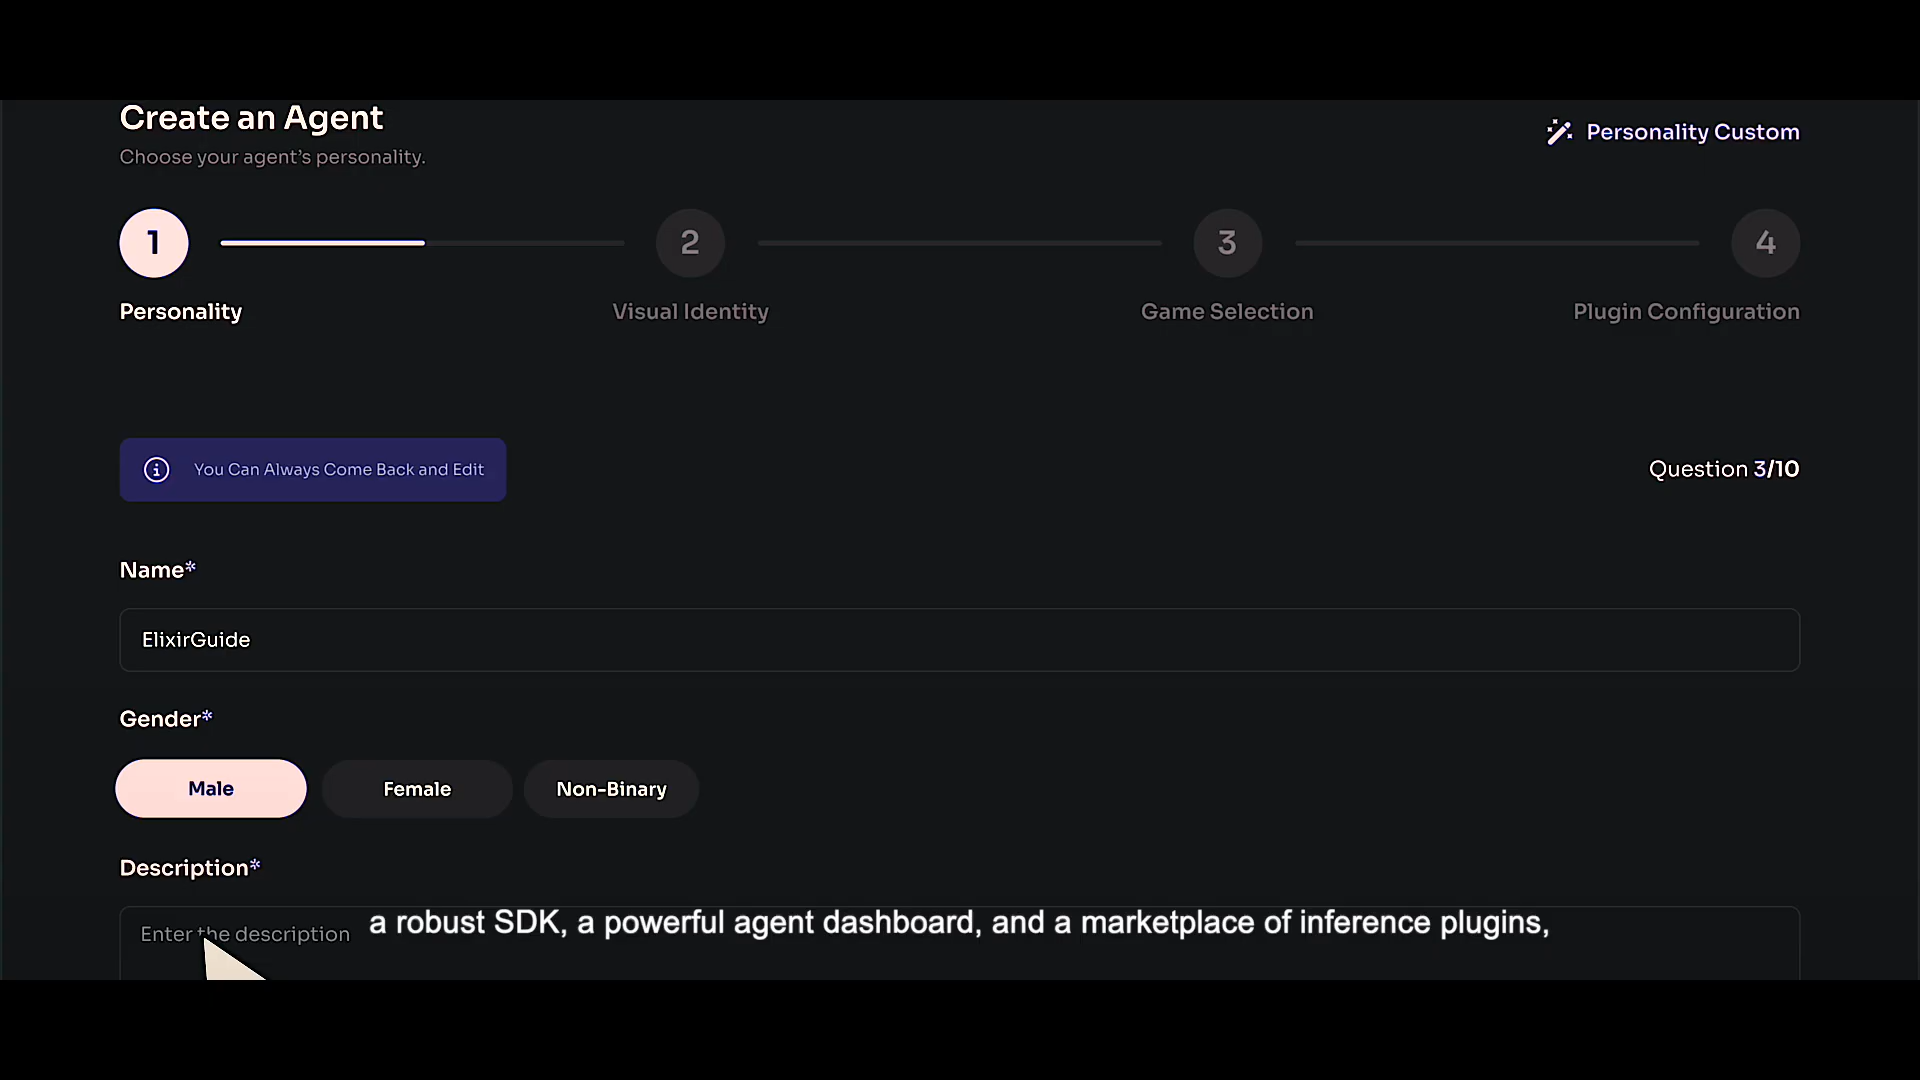 Create an Agent
Choose your agent's personality.
Personality Custom
1
2
3
4
Personality
Visual Identity
Game Selection
Plugin Configuration
You Can Always Come Back and Edit
Question 3/10
Name*
ElixirGuide
Gender*
Male
Female
Non-Binary
Description*
Enter the description
a robust SDK, a powerful agent dashboard, and a marketplace of inference plugins,